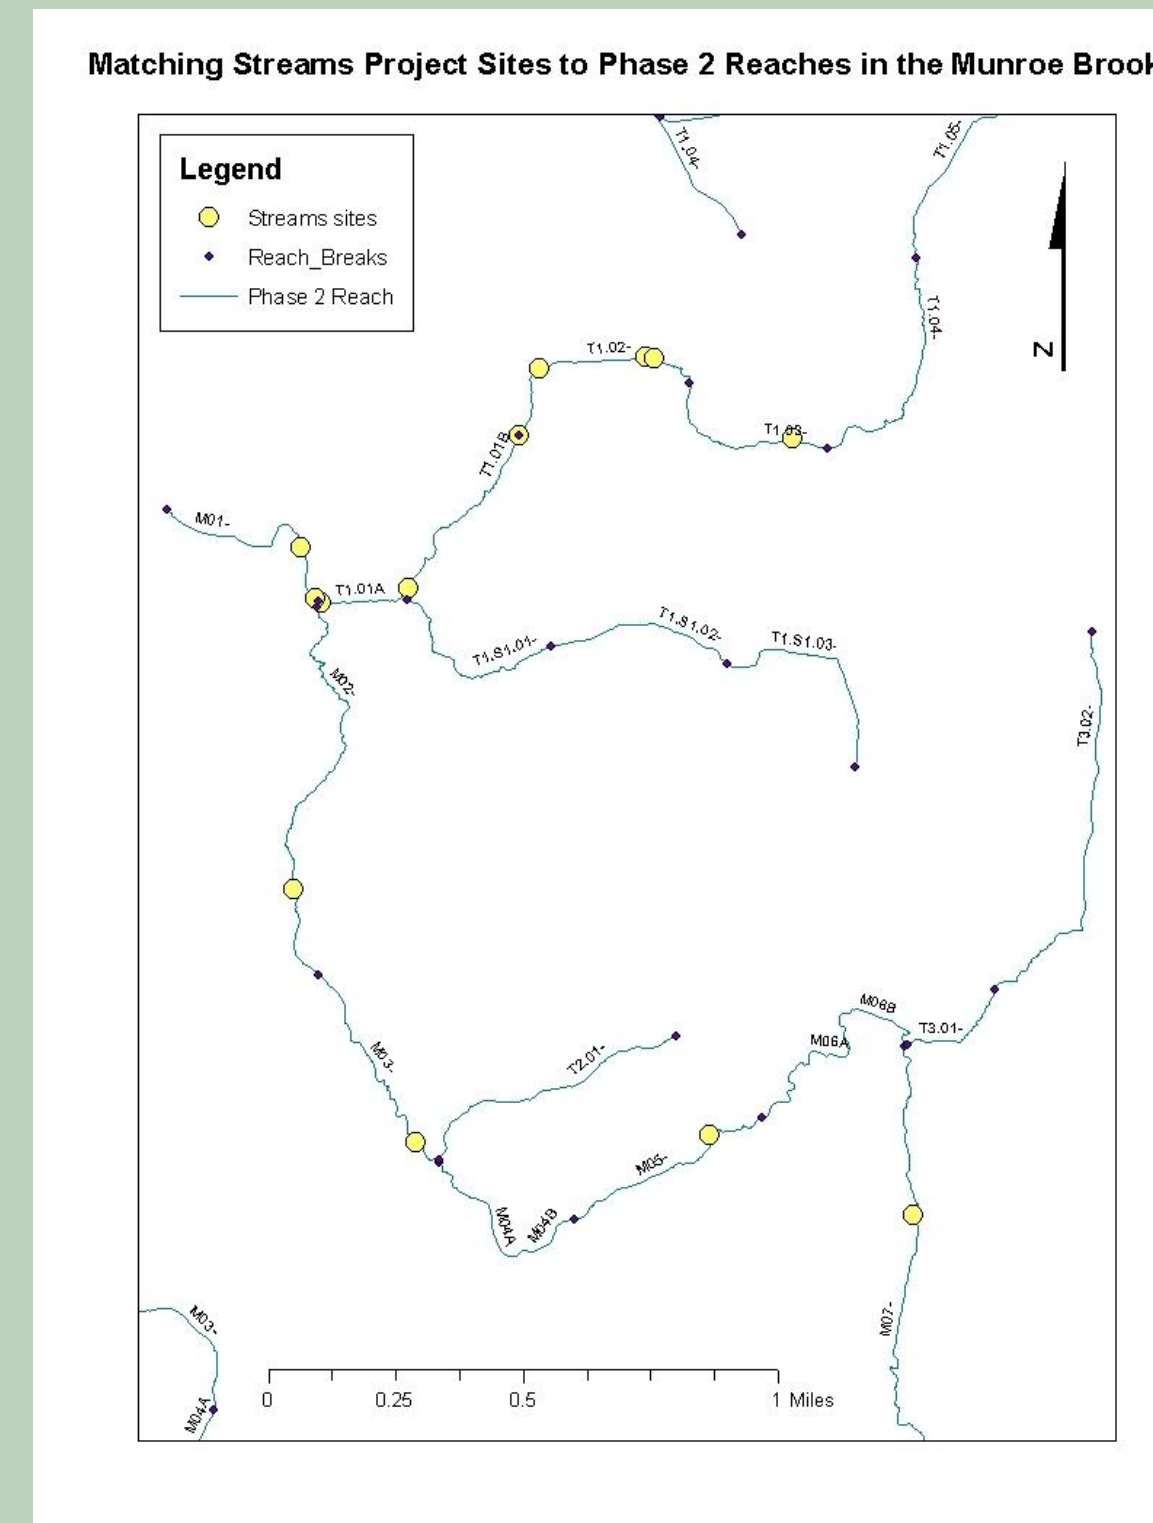 Matching Streams Project Sites to Phase 2 Reaches in the Munroe Brook
Legend
Streams sites
Reach_Breaks
Phase 2 Reach
T1.04-
T1.05-
T1.04-
N
T1.02-
T1.03-
T1.01B
M01-
T1.01A
T1.S1.01-
T1.S1.02-
T1.S1.03-
M02-
T3.02-
M03-
T2.01-
M06B
M06A
T3.01-
M05-
M04A
M04B
M07-
M03-
M04A
0 0.25 0.5 1 Miles